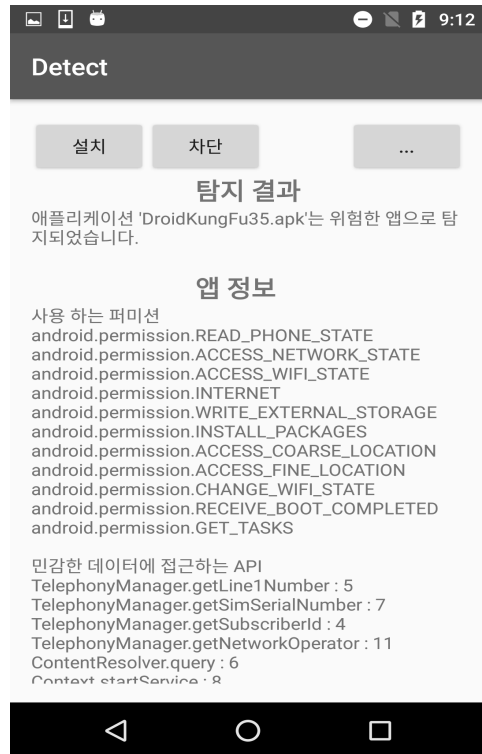 9:12
Detect
설치 차단 ...
탐지 결과
애플리케이션 'DroidKungFu35.apk'는 위험한 앱으로 탐
지되었습니다.
앱 정보
사용 하는 퍼미션
android.permission.READ_PHONE_STATE
android.permission.ACCESS_NETWORK_STATE
android.permission.ACCESS_WIFI_STATE
android.permission.INTERNET
android.permission.WRITE_EXTERNAL_STORAGE
android.permission.INSTALL_PACKAGES
android.permission.ACCESS_COARSE_LOCATION
android.permission.ACCESS_FINE_LOCATION
android.permission.CHANGE_WIFI_STATE
android.permission.RECEIVE_BOOT_COMPLETED
android.permission.GET_TASKS
민감한 데이터에 접근하는 API
TelephonyManager.getLine1Number : 5
TelephonyManager.getSimSerialNumber : 7
TelephonyManager.getSubscriberId : 4
TelephonyManager.getNetworkOperator : 11
ContentResolver.query : 6
Context.startService : 8